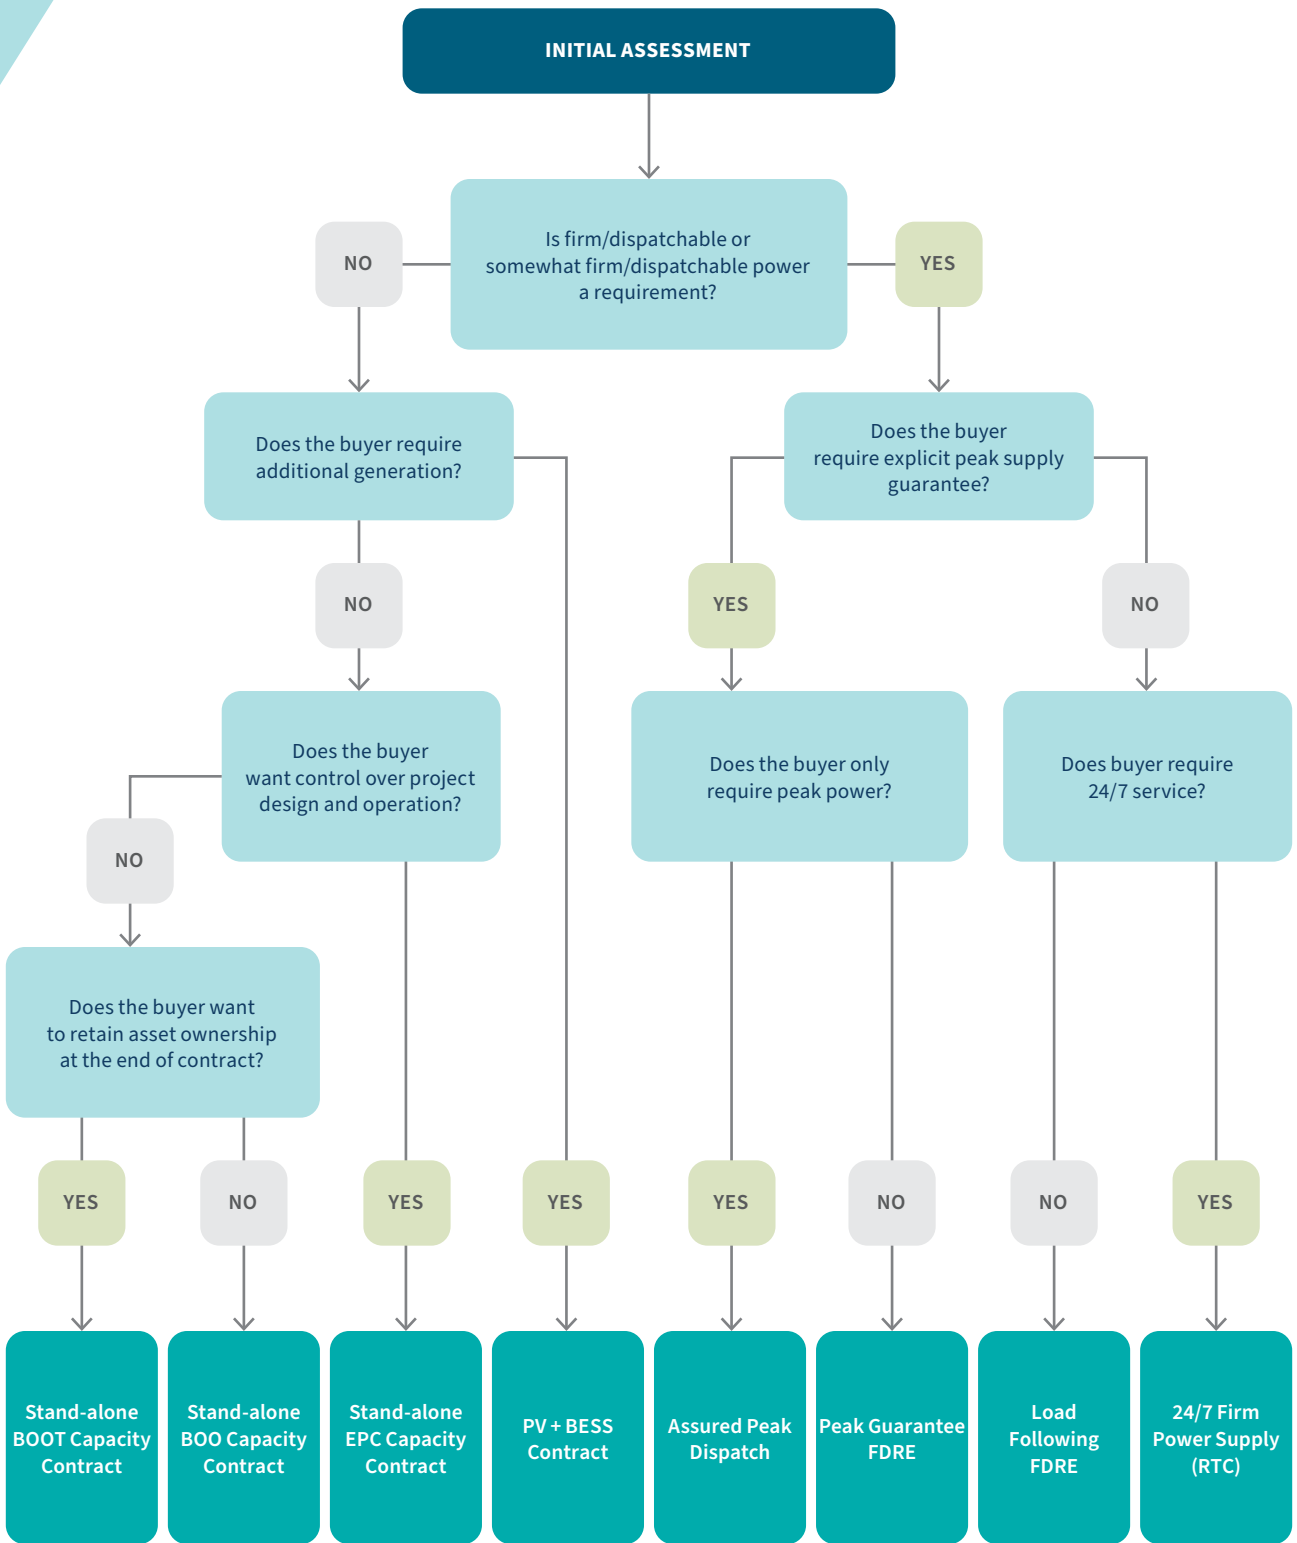 INITIAL ASSESSMENT
Is firm/dispatchable or
somewhat firm/dispatchable power
a requirement?
NO
YES
Does the buyer require
additional generation?
Does the buyer
require explicit peak supply
guarantee?
NO
YES
NO
Does the buyer
want control over project
design and operation?
Does the buyer only
require peak power?
Does buyer require
24/7 service?
NO
Does the buyer want
to retain asset ownership
at the end of contract?
YES
NO
YES
YES
YES
NO
NO
YES
Stand-alone
BOOT Capacity
Contract
Stand-alone
BOO Capacity
Contract
Stand-alone
EPC Capacity
Contract
PV + BESS
Contract
Assured Peak
Dispatch
Peak Guarantee
FDRE
Load
Following
FDRE
24/7 Firm
Power Supply
(RTC)